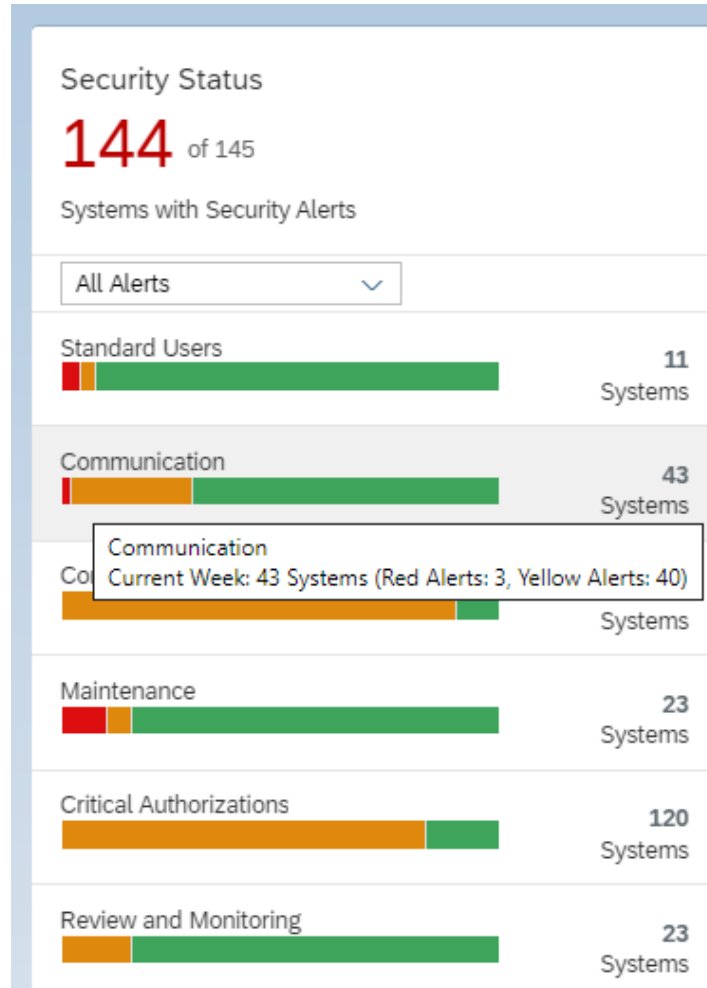 Security Status
144 of 145
Systems with Security Alerts
All Alerts
Standard Users
11
Systems
Communication
43
Systems
Communication
Current Week: 43 Systems (Red Alerts: 3, Yellow Alerts: 40)
Systems
Maintenance
23
Systems
Critical Authorizations
120
Systems
Review and Monitoring
23
Systems